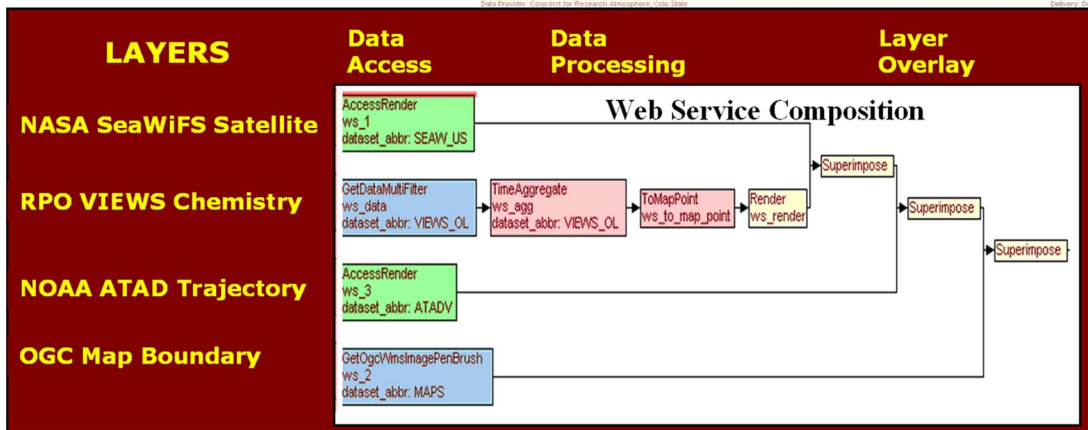 Data Provider: Coop Inst for Research Atmosphere, Colo State
Delivery: D
LAYERS
Data Access
Data Processing
Layer Overlay
Web Service Composition
NASA SeaWiFS Satellite
AccessRender
ws_1
dataset_abbr: SEAW_US
Superimpose
RPO VIEWS Chemistry
GetDataMultiFilter
ws_data
dataset_abbr: VIEWS_OL
TimeAggregate
ws_agg
dataset_abbr: VIEWS_OL
ToMapPoint
ws_to_map_point
Render
ws_render
Superimpose
Superimpose
NOAA ATAD Trajectory
AccessRender
ws_3
dataset_abbr: ATADV
OGC Map Boundary
GetOgcWmsImagePenBrush
ws_2
dataset_abbr: MAPS